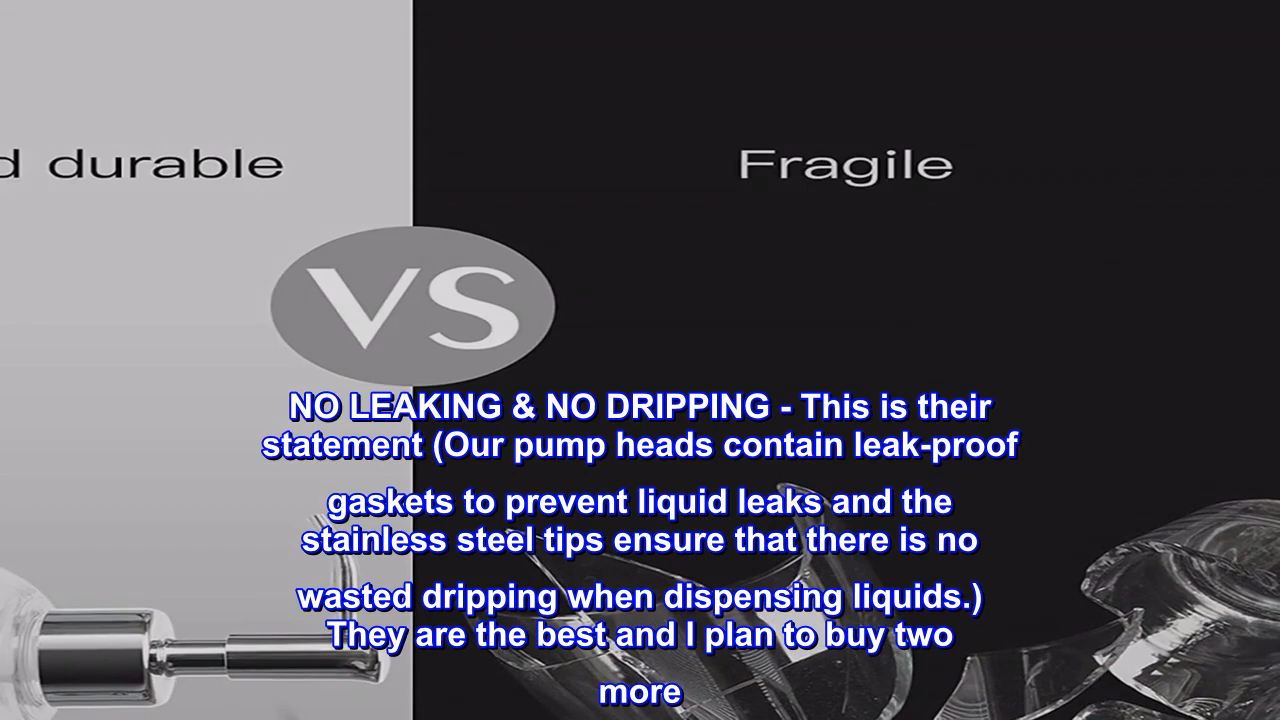 d durable
Fragile
VS
NO LEAKING & NO DRIPPING - This is their
statement (Our pump heads contain leak-proof
gaskets to prevent liquid leaks and the
stainless steel tips ensure that there is no
wasted dripping when dispensing liquids.)
They are the best and I plan to buy two
more